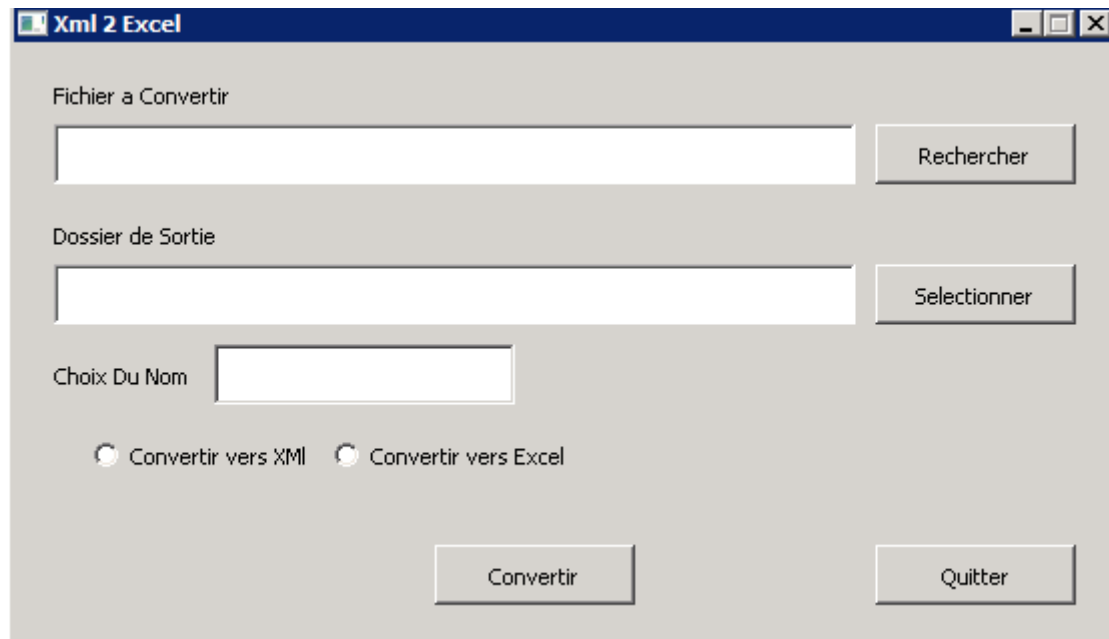 Xml 2 Excel
Fichier a Convertir
Rechercher
Dossier de Sortie
Selectionner
Choix Du Nom
Convertir vers XMl Convertir vers Excel
Convertir Quitter